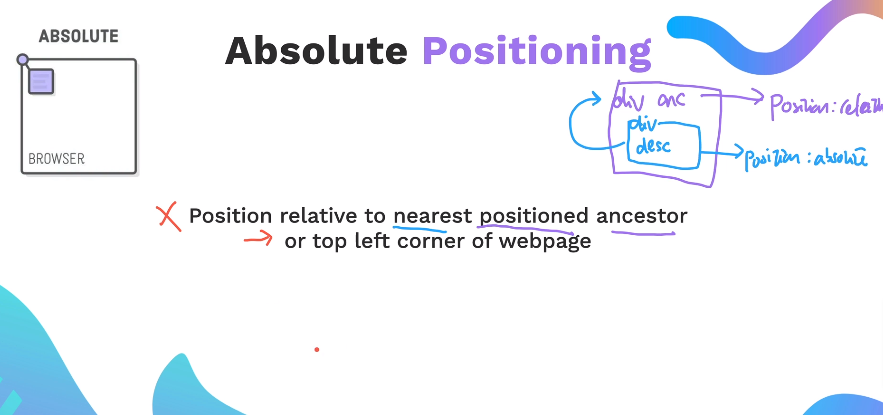 ABSOLUTE
Absolute Positioning
BROWSER
div anc
position: relati
div
desc
position: absolute
Position relative to nearest positioned ancestor
or top left corner of webpage